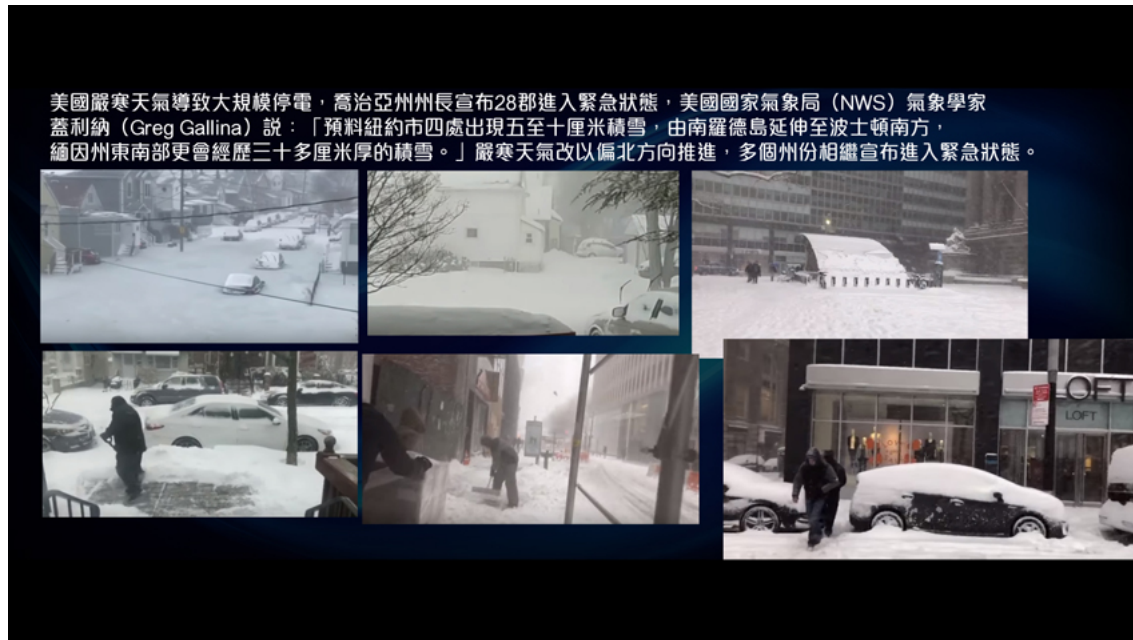 美國嚴寒天氣導致大規模停電，喬治亞州州長宣布28郡進入緊急狀態，美國國家氣象局（NWS）氣象學家
蓋利納（Greg Gallina）說：「預料紐約市四處出現五至十厘米積雪，由南羅德島延伸至波士頓南方，
緬因州東南部更會經歷三十多厘米厚的積雪。」嚴寒天氣改以偏北方向推進，多個州份相繼宣布進入緊急狀態。
LOFT
LOFT